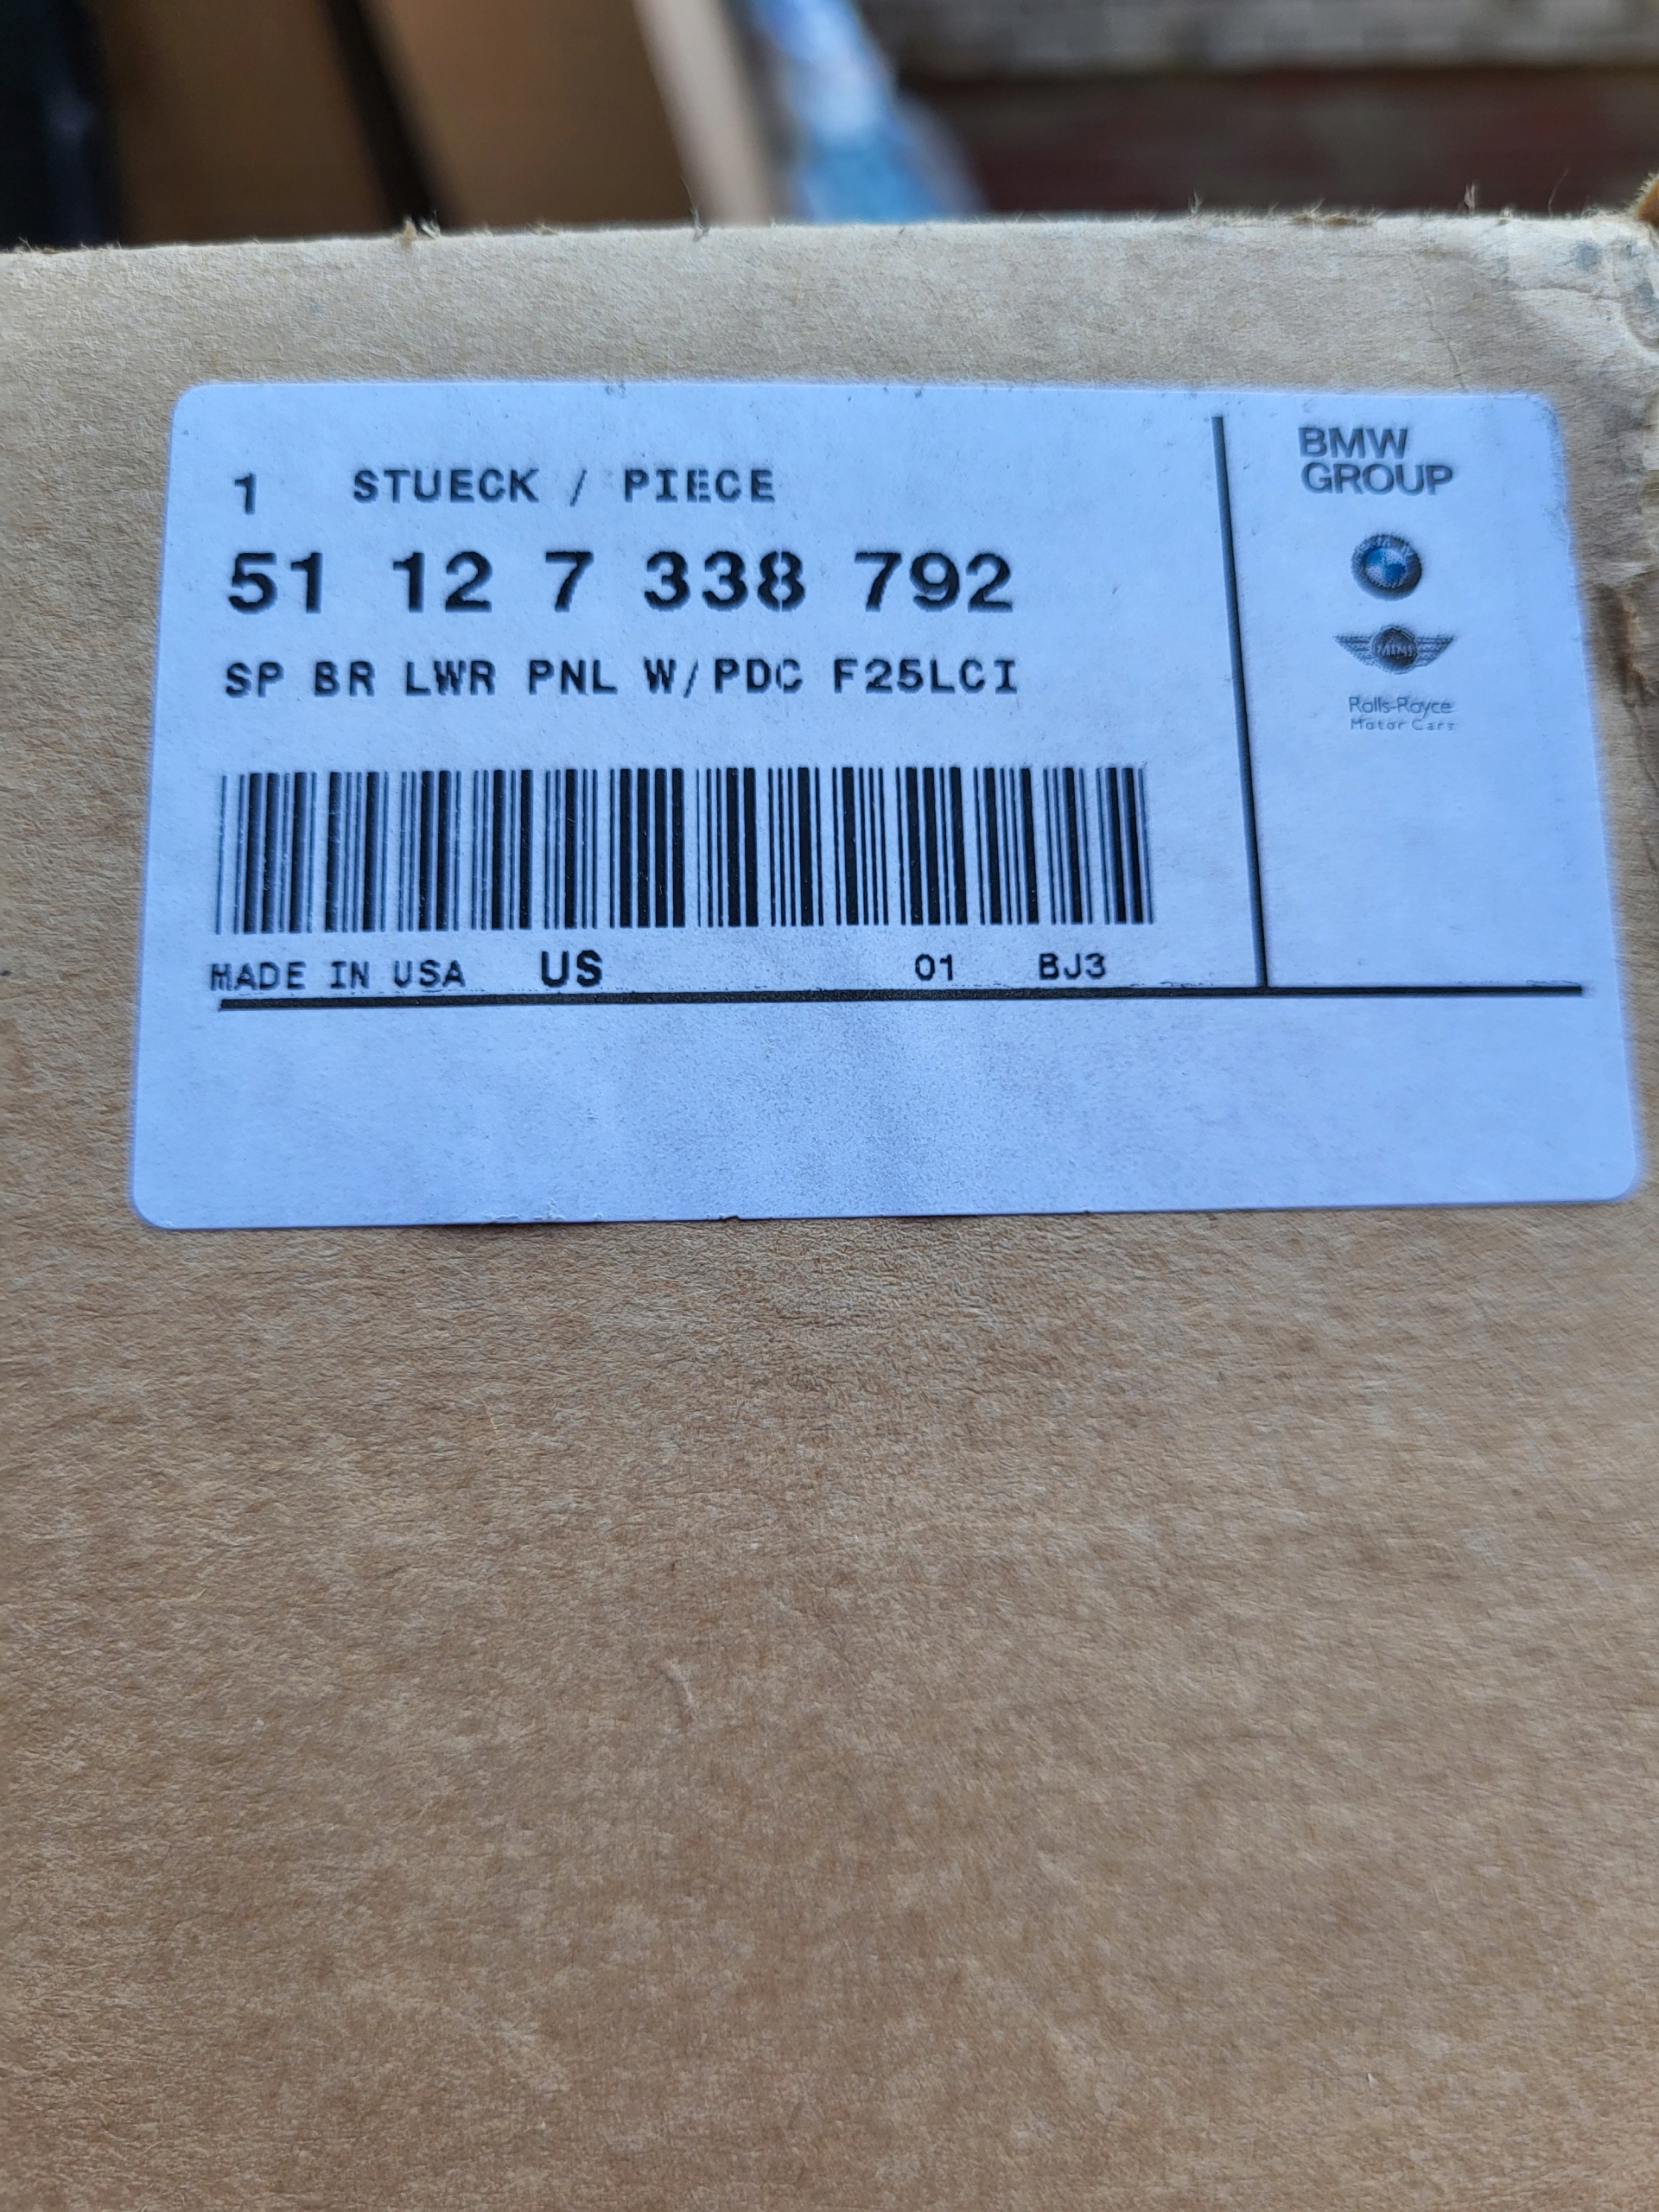 1 STUECK / PIECE
51 12 7 338 792
SP BR LWR PNL W/PDC F25LCI
MADE IN USA US 01 BJ3
BMW
GROUP
MINI
Rolls-Royce
Motor Cars